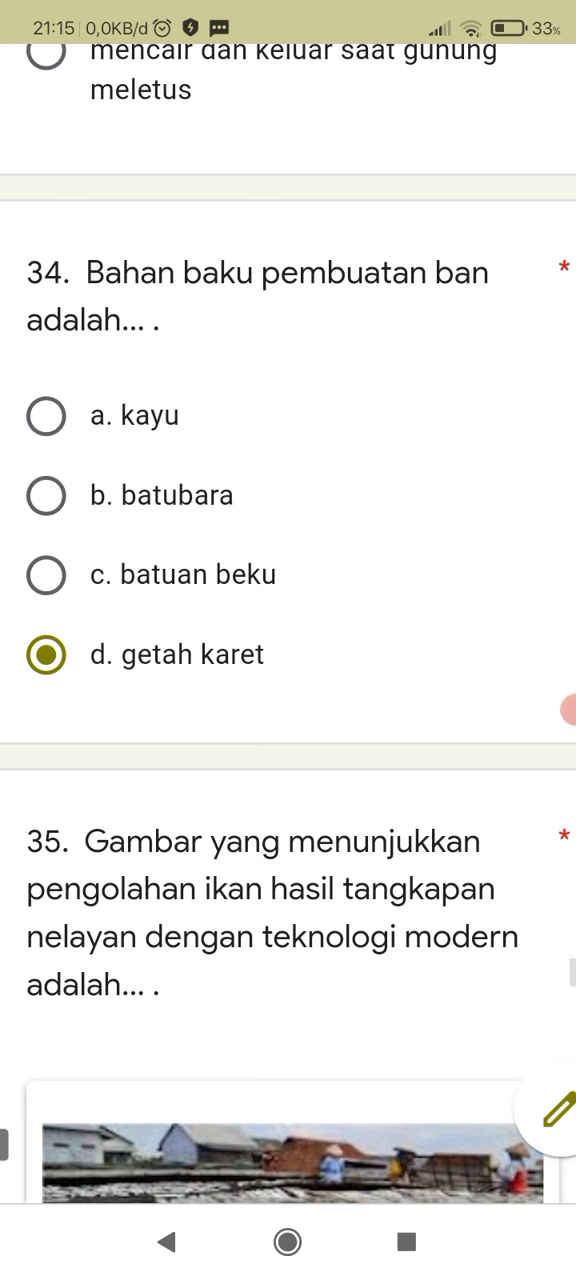 21:15 0,0KB/d 33%
mencair dan keluar saat gunung
meletus
34. Bahan baku pembuatan ban *
adalah... .
a. kayu
b. batubara
c. batuan beku
d. getah karet
35. Gambar yang menunjukkan *
pengolahan ikan hasil tangkapan
nelayan dengan teknologi modern
adalah... .